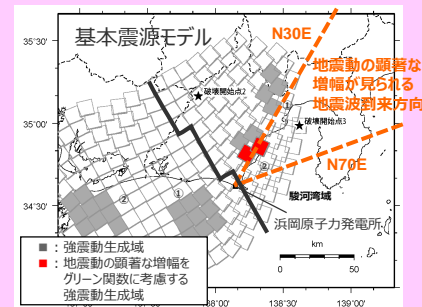 基本震源モデル
N30E
地震動の顕著な
増幅が見られる
地震波到来方向
N70E
35°30'
35°00'
34°30'
破壊開始点2
破壊開始点3
①
②
①
②
駿河湾域
浜岡原子力発電所
km
0
50
138°00'
138°30'
139°00'
■：強震動生成域
■：地震動の顕著な増幅を
グリーン関数に考慮する
強震動生成域